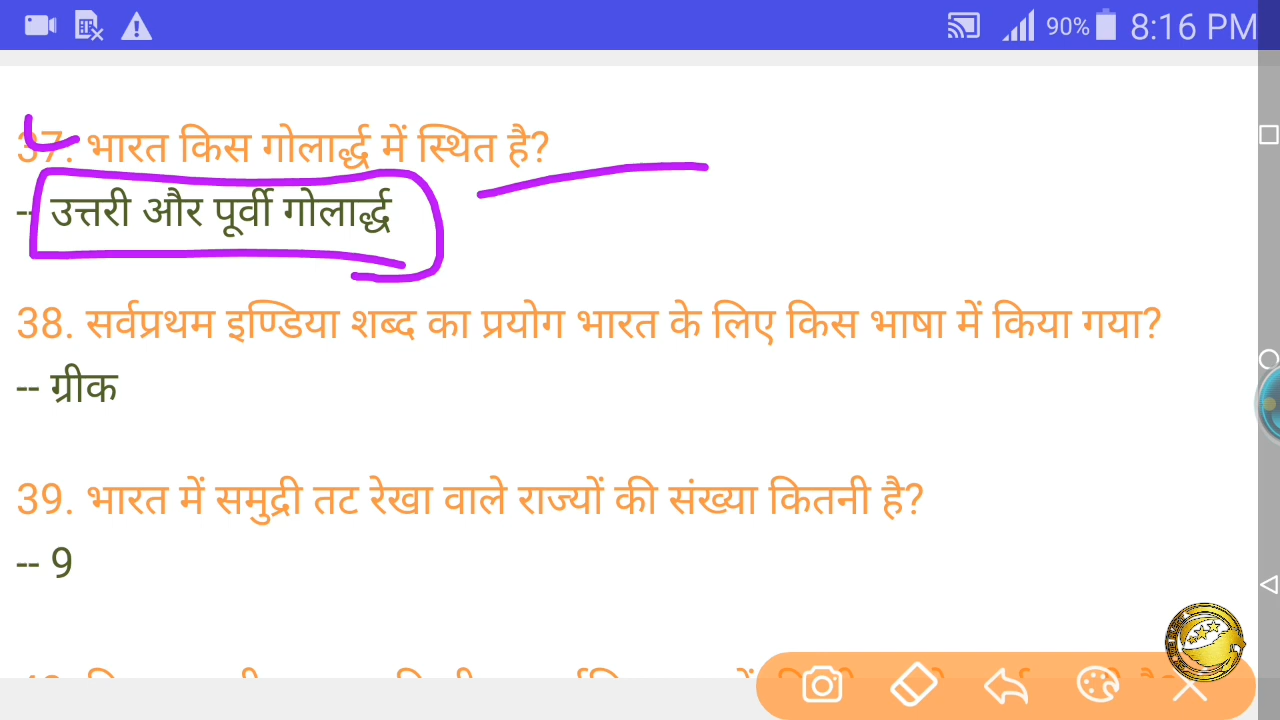 90% 8:16 PM
37. भारत किस गोलार्द्ध में स्थित है?
-- उत्तरी और पूर्वी गोलार्द्ध
38. सर्वप्रथम इण्डिया शब्द का प्रयोग भारत के लिए किस भाषा में किया गया?
-- ग्रीक
39. भारत में समुद्री तट रेखा वाले राज्यों की संख्या कितनी है?
-- 9